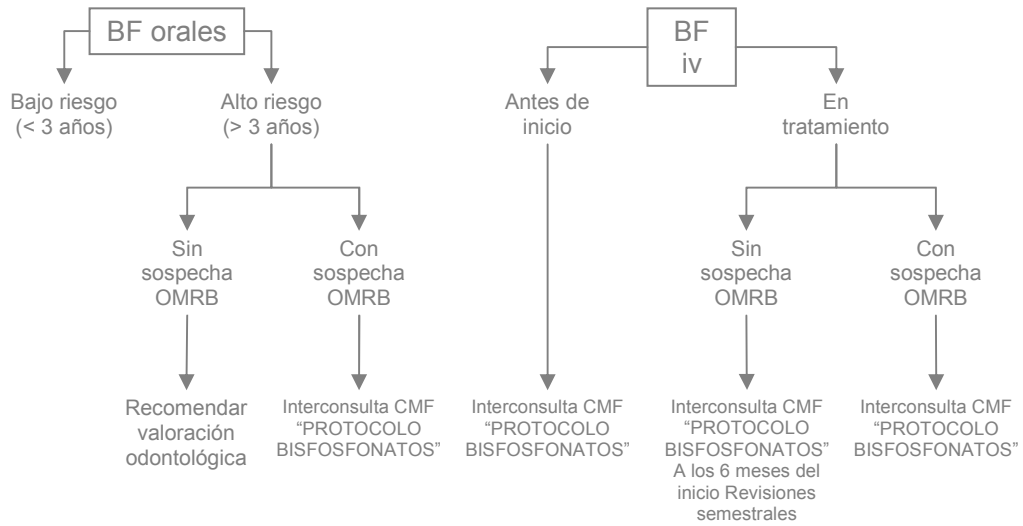 BF orales
Bajo riesgo
(< 3 años)
Alto riesgo
(> 3 años)
Sin
sospecha
OMRB
Con
sospecha
OMRB
Recomendar
valoración
odontológica
Interconsulta CMF
“PROTOCOLO
BISFOSFONATOS”
BF
iv
Antes de
inicio
En
tratamiento
Sin
sospecha
OMRB
Con
sospecha
OMRB
Interconsulta CMF
“PROTOCOLO
BISFOSFONATOS”
Interconsulta CMF
“PROTOCOLO
BISFOSFONATOS”
A los 6 meses del
inicio Revisiones
semestrales
Interconsulta CMF
“PROTOCOLO
BISFOSFONATOS”